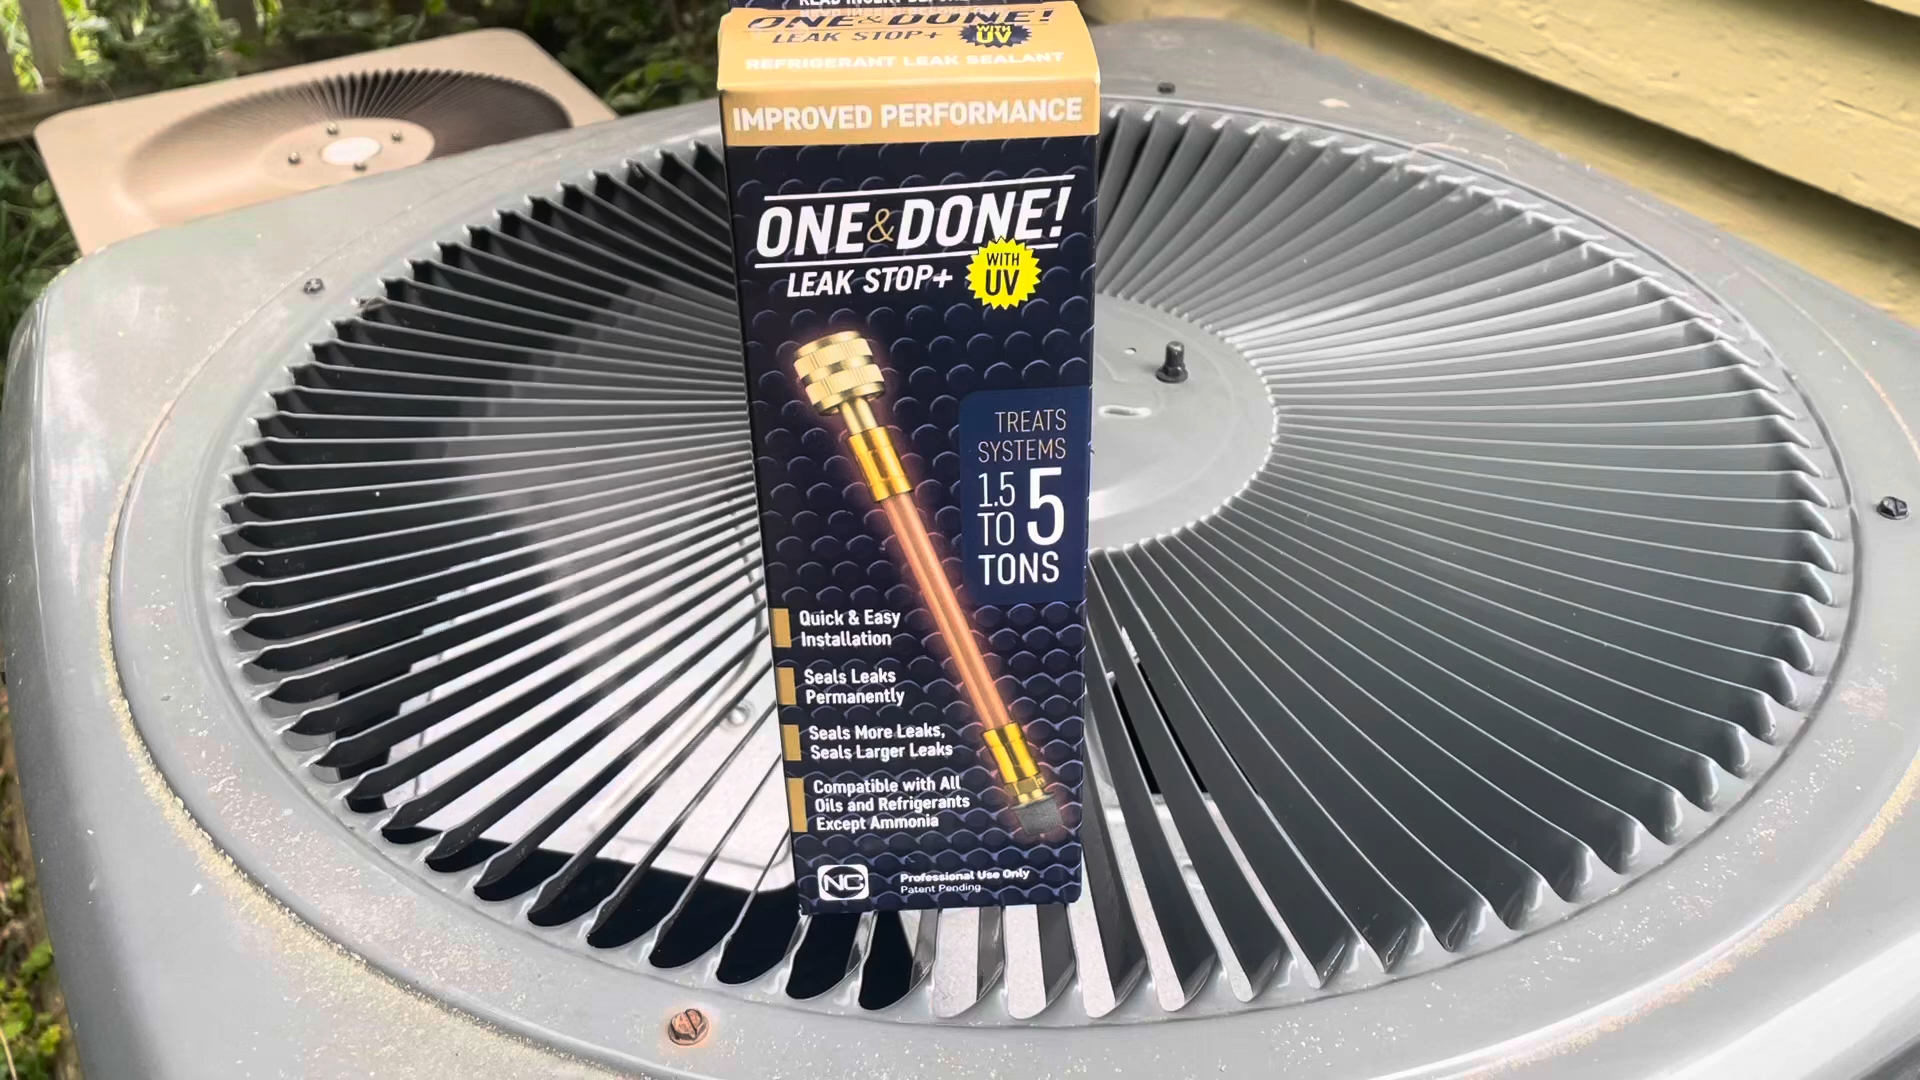 ONE & DONE!
LEAK STOP+ WITH UV
REFRIGERANT LEAK SEALANT
IMPROVED PERFORMANCE
ONE & DONE!
LEAK STOP+
WITH
UV
TREATS
SYSTEMS
1.5
TO 5
TONS
Quick & Easy
Installation
Seals Leaks
Permanently
Seals More Leaks,
Seals Larger Leaks
Compatible with All
Oils and Refrigerants
Except Ammonia
NC
Professional Use Only
Patent Pending